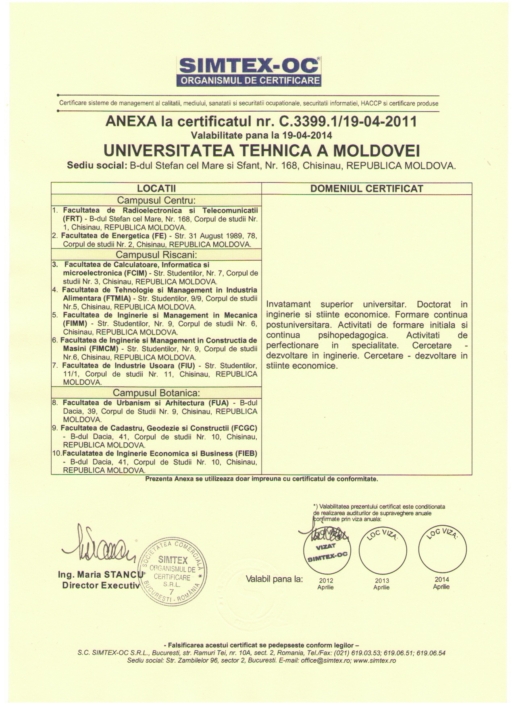 SIMTEX-OC
ORGANISMUL DE CERTIFICARE
Certificare sisteme de management al calitatii, mediului, sanatatii si securitatii ocupationale, securitatii informatiei, HACCP si certificare produse
ANEXA la certificatul nr. C.3399.1/19-04-2011
Valabilitate pana la 19-04-2014
UNIVERSITATEA TEHNICA A MOLDOVEI
Sediu social: B-dul Stefan cel Mare si Sfant, Nr. 168, Chisinau, REPUBLICA MOLDOVA.
LOCATII
Campusul Centru:
1. Facultatea de Radioelectronica si Telecomunicatii
(FRT) - B-dul Stefan cel Mare, Nr. 168, Corpul de studii Nr.
1, Chisinau, REPUBLICA MOLDOVA.
2. Facultatea de Energetica (FE) - Str. 31 August 1989, 78,
Corpul de studii Nr. 2, Chisinau, REPUBLICA MOLDOVA.
Campusul Riscani:
3. Facultatea de Calculatoare, Informatica si
microelectronica (FCIM) - Str. Studentilor, Nr. 7, Corpul de
studii Nr. 3, Chisinau, REPUBLICA MOLDOVA.
4. Facultatea de Tehnologie si Management in Industria
Alimentara (FTMIA) - Str. Studentilor, 9/9, Corpul de studii
Nr.5, Chisinau, REPUBLICA MOLDOVA.
5. Facultatea de Inginerie si Management in Mecanica
(FIMM) - Str. Studentilor, Nr. 9, Corpul de studii Nr. 6,
Chisinau, REPUBLICA MOLDOVA.
6. Facultatea de Inginerie si Management in Constructia de
Masini (FIMCM) - Str. Studentilor, Nr. 9, Corpul de studii
Nr.6, Chisinau, REPUBLICA MOLDOVA.
7. Facultatea de Industrie Usoara (FIU) - Str. Studentilor,
11/1, Corpul de studii Nr. 11, Chisinau, REPUBLICA
MOLDOVA.
Campusul Botanica:
8. Facultatea de Urbanism si Arhitectura (FUA) - B-dul
Dacia, 39, Corpul de Studii Nr. 9, Chisinau, REPUBLICA
MOLDOVA.
9. Facultatea de Cadastru, Geodezie si Constructii (FCGC)
- B-dul Dacia, 41, Corpul de studii Nr. 10, Chisinau,
REPUBLICA MOLDOVA.
10.Faculatatea de Inginerie Economica si Business (FIEB)
- B-dul Dacia, 41, Corpul de Studii Nr. 10, Chisinau,
REPUBLICA MOLDOVA.
DOMENIUL CERTIFICAT
Invatamant superior universitar. Doctorat in
inginerie si stiinte economice. Formare continua
postuniversitara. Activitati de formare initiala si
continua psihopedagogica. Activitati de
perfectionare in specialitate. Cercetare -
dezvoltare in inginerie. Cercetare - dezvoltare in
stiinte economice.
Prezenta Anexa se utilizeaza doar impreuna cu certificatul de conformitate.
*) Valabilitatea prezentului certificat este conditionata
de realizarea auditurilor de supraveghere anuale
confirmate prin viza anuala:
Ing. Maria STANCU
Director Executiv
SOCIETATEA COMERCIALA
SIMTEX
ORGANISMUL DE
CERTIFICARE
S.R.L.
7
BUCURESTI - ROMANIA
Valabil pana la:
VIZAT
SIMTEX-OC
2012
Aprilie
LOC VIZA
2013
Aprilie
LOC VIZA
2014
Aprilie
- Falsificarea acestui certificat se pedepseste conform legilor –
S.C. SIMTEX-OC S.R.L., Bucuresti, str. Ramuri Tei, nr. 10A, sect. 2, Romania, Tel./Fax: (021) 619.03.53; 619.06.51; 619.06.54
Sediu social: Str. Zambilelor 96, sector 2, Bucuresti. E-mail: office@simtex.ro; www.simtex.ro